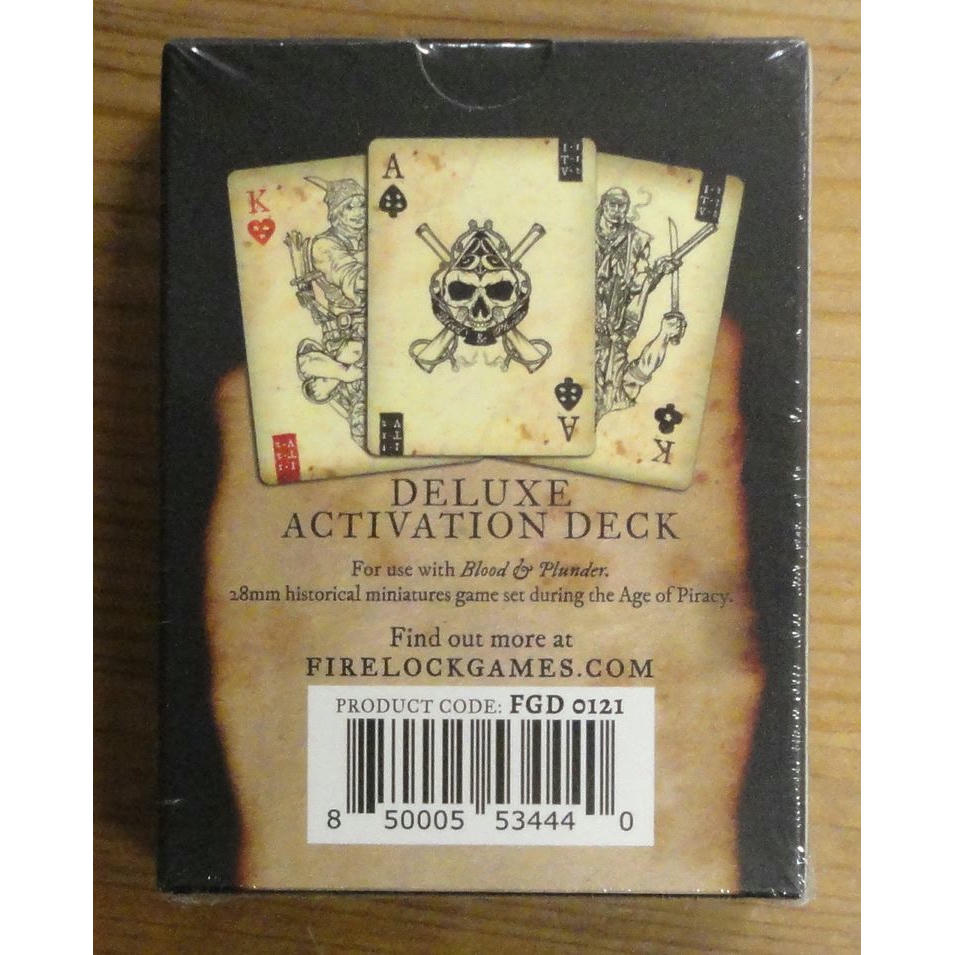 K
A
DELUXE
ACTIVATION DECK
For use with Blood & Plunder.
28mm historical miniatures game set during the Age of Piracy.
Find out more at
FIRELOCKGAMES.COM
PRODUCT CODE: FGD 0121
8 50005 53444 0
A
K